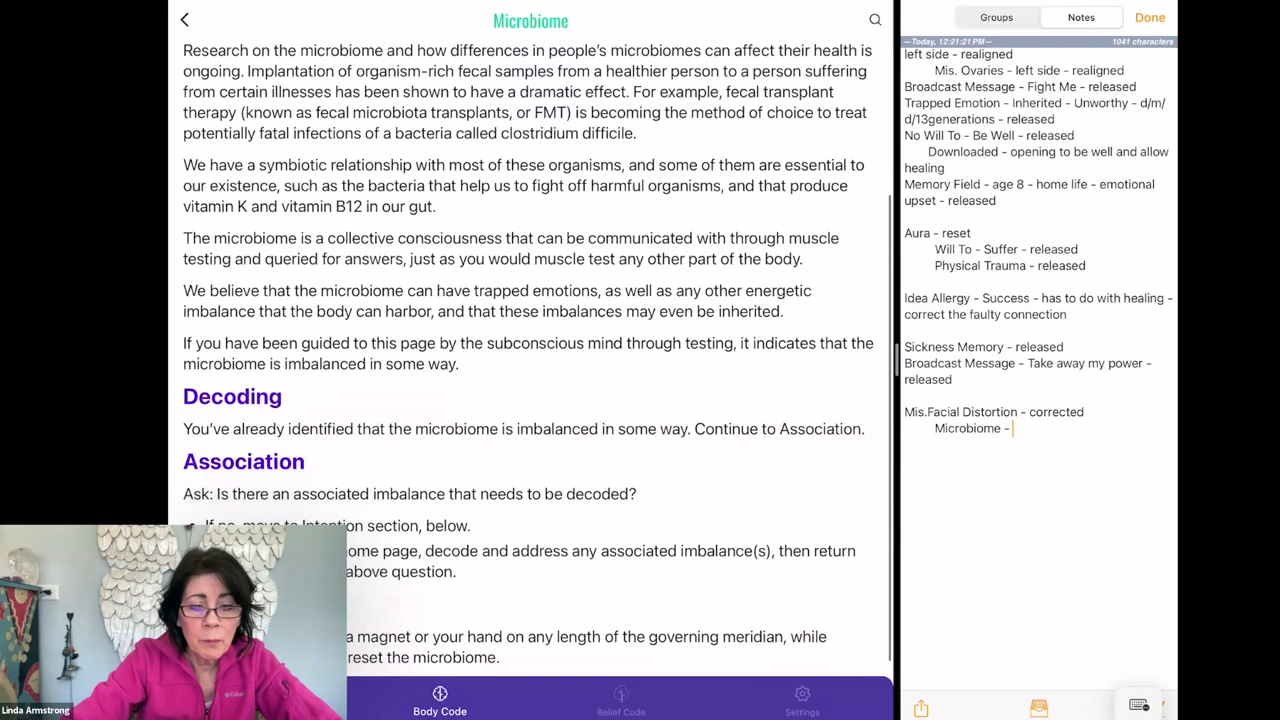 Microbiome
Research on the microbiome and how differences in people's microbiomes can affect their health is
ongoing. Implantation of organism-rich fecal samples from a healthier person to a person suffering
from certain illnesses has been shown to have a dramatic effect. For example, fecal transplant
therapy (known as fecal microbiota transplants, or FMT) is becoming the method of choice to treat
potentially fatal infections of a bacteria called clostridium difficile.
We have a symbiotic relationship with most of these organisms, and some of them are essential to
our existence, such as the bacteria that help us to fight off harmful organisms, and that produce
vitamin K and vitamin B12 in our gut.
The microbiome is a collective consciousness that can be communicated with through muscle
testing and queried for answers, just as you would muscle test any other part of the body.
We believe that the microbiome can have trapped emotions, as well as any other energetic
imbalance that the body can harbor, and that these imbalances may even be inherited.
If you have been guided to this page by the subconscious mind through testing, it indicates that the
microbiome is imbalanced in some way.
Decoding
You've already identified that the microbiome is imbalanced in some way. Continue to Association.
Association
Ask: Is there an associated imbalance that needs to be decoded?
If no, move to Intention section, below.
ome page, decode and address any associated imbalance(s), then return
above question.
a magnet or your hand on any length of the governing meridian, while
reset the microbiome.
Body Code
Belief Code
Settings
Linda Armstrong
Groups
Notes
Done
—Today, 12:21:21 PM—
1041 characters
left side - realigned
Mis. Ovaries - left side - realigned
Broadcast Message - Fight Me - released
Trapped Emotion - Inherited - Unworthy - d/m/
d/13generations - released
No Will To - Be Well - released
Downloaded - opening to be well and allow
healing
Memory Field - age 8 - home life - emotional
upset - released
Aura - reset
Will To - Suffer - released
Physical Trauma - released
Idea Allergy - Success - has to do with healing -
correct the faulty connection
Sickness Memory - released
Broadcast Message - Take away my power -
released
Mis.Facial Distortion - corrected
Microbiome -